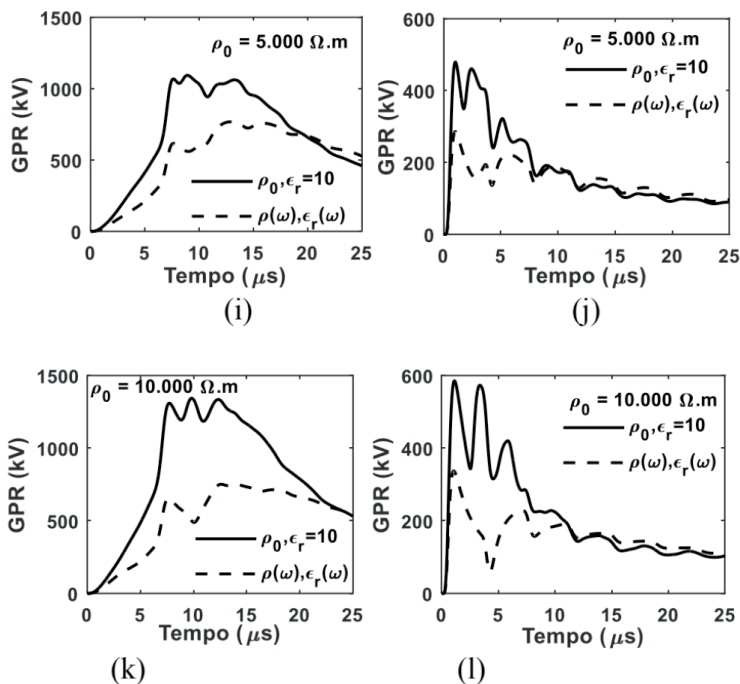 1500
1000
500
0
GPR (kV)
ρ₀ = 5.000 Ω.m
ρ₀,ϵᵣ=10
ρ(ω),ϵᵣ(ω)
0 5 10 15 20 25
Tempo ( μs)
(i)
600
400
200
0
GPR (kV)
ρ₀ = 5.000 Ω.m
ρ₀,ϵᵣ=10
ρ(ω),ϵᵣ(ω)
0 5 10 15 20 25
Tempo ( μs)
(j)
1500
1000
500
0
GPR (kV)
ρ₀ = 10.000 Ω.m
ρ₀,ϵᵣ=10
ρ(ω),ϵᵣ(ω)
0 5 10 15 20 25
Tempo ( μs)
(k)
600
400
200
0
GPR (kV)
ρ₀ = 10.000 Ω.m
ρ₀,ϵᵣ=10
ρ(ω),ϵᵣ(ω)
0 5 10 15 20 25
Tempo ( μs)
(l)